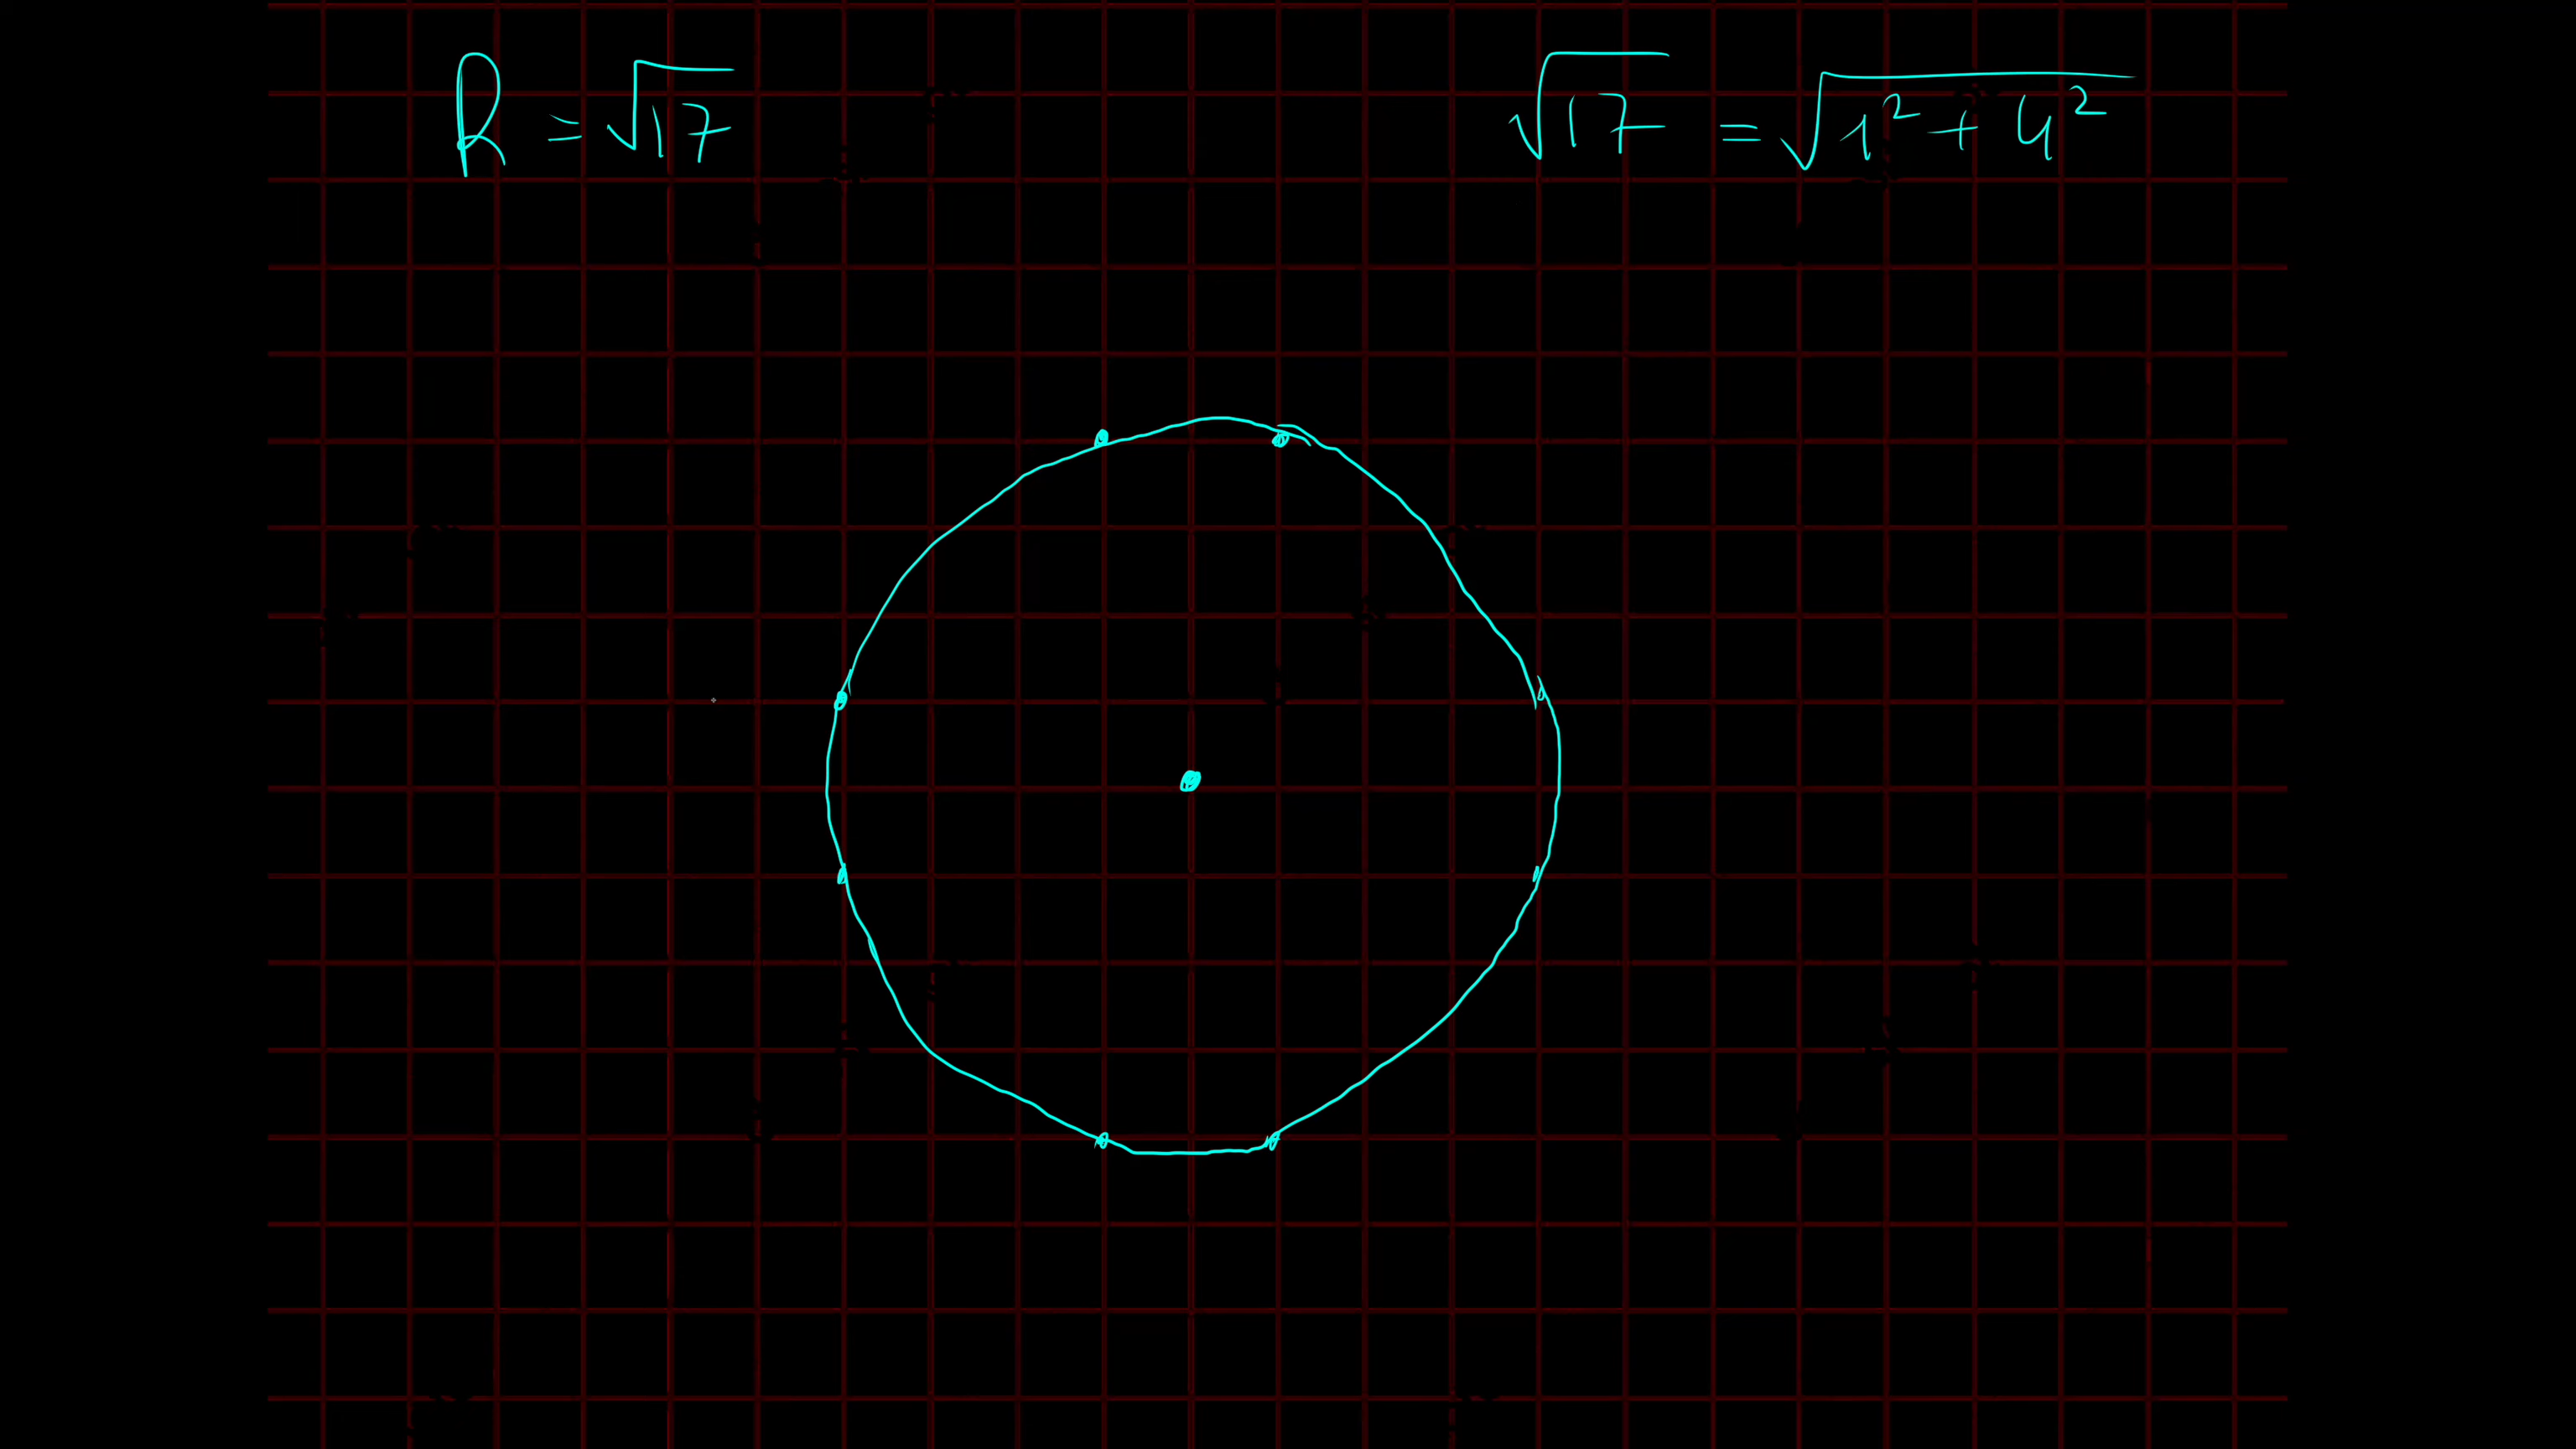 R = √17
√17 = √1² + 4²